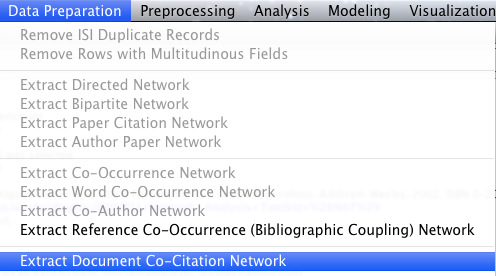 Data Preparation Preprocessing Analysis Modeling Visualization
Remove ISI Duplicate Records
Remove Rows with Multitudinous Fields
Extract Directed Network
Extract Bipartite Network
Extract Paper Citation Network
Extract Author Paper Network
Extract Co-Occurrence Network
Extract Word Co-Occurrence Network
Extract Co-Author Network
Extract Reference Co-Occurrence (Bibliographic Coupling) Network
Extract Document Co-Citation Network